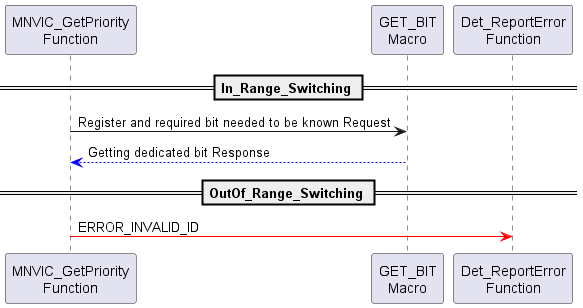 MNVIC_GetPriority
Function
GET_BIT
Macro
Det_ReportError
Function
In_Range_Switching
Register and required bit needed to be known Request
Getting dedicated bit Response
OutOf_Range_Switching
ERROR_INVALID_ID
MNVIC_GetPriority
Function
GET_BIT
Macro
Det_ReportError
Function